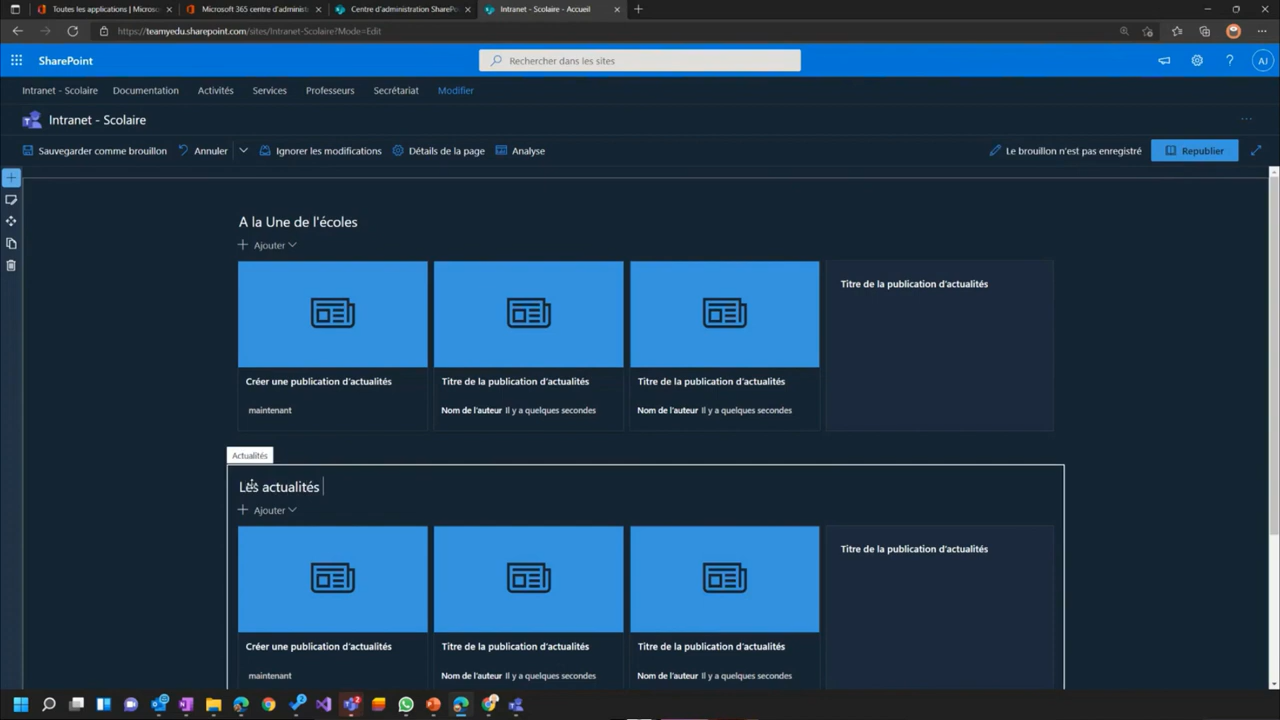 Toutes les applications | Microso
Microsoft 365 centre d'administ
Centre d'administration SharePo
Intranet - Scolaire - Accueil
https://teamyedu.sharepoint.com/sites/Intranet-Scolaire?Mode=Edit
SharePoint
Rechercher dans les sites
AJ
Intranet - Scolaire
Documentation
Activités
Services
Professeurs
Secrétariat
Modifier
Intranet - Scolaire
Sauvegarder comme brouillon
Annuler
Ignorer les modifications
Détails de la page
Analyse
Le brouillon n'est pas enregistré
Republier
A la Une de l'écoles
Ajouter
Titre de la publication d'actualités
Créer une publication d'actualités
Titre de la publication d'actualités
Titre de la publication d'actualités
maintenant
Nom de l'auteur Il y a quelques secondes
Nom de l'auteur Il y a quelques secondes
Actualités
Les actualités
Ajouter
Titre de la publication d'actualités
Créer une publication d'actualités
Titre de la publication d'actualités
Titre de la publication d'actualités
maintenant
Nom de l'auteur Il y a quelques secondes
Nom de l'auteur Il y a quelques secondes